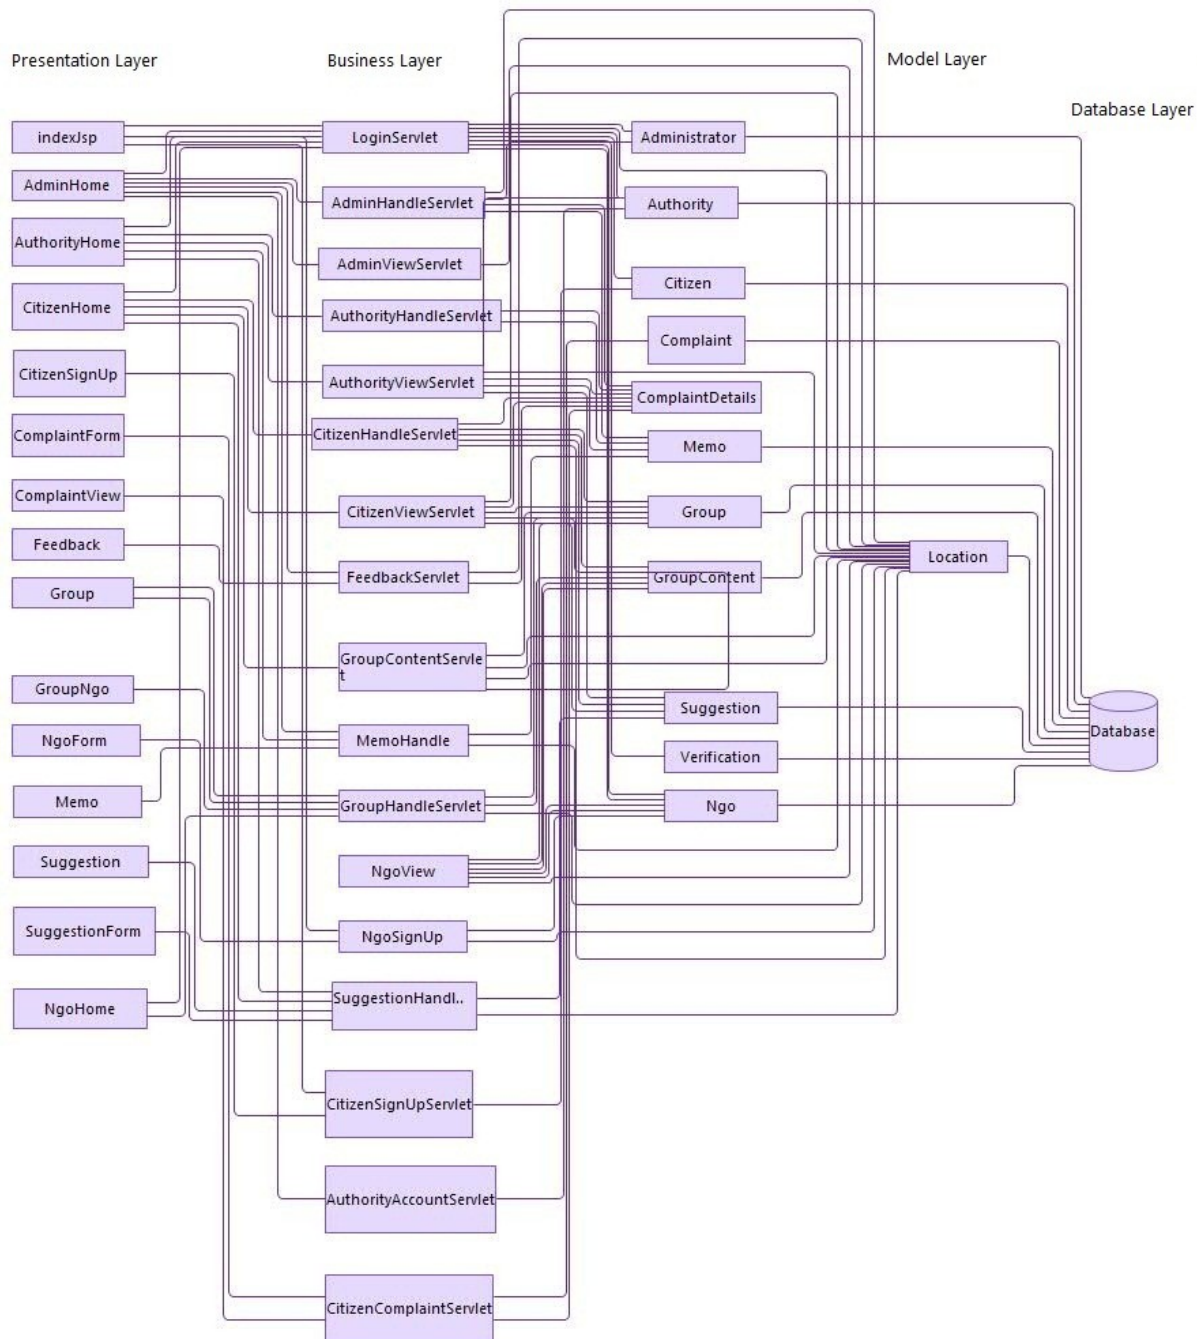 Presentation Layer
Business Layer
Model Layer
Database Layer
indexJsp
AdminHome
AuthorityHome
CitizenHome
CitizenSignUp
ComplaintForm
ComplaintView
Feedback
Group
GroupNgo
NgoForm
Memo
Suggestion
SuggestionForm
NgoHome
LoginServlet
AdminHandleServlet
AdminViewServlet
AuthorityHandleServlet
AuthorityViewServlet
CitizenHandleServlet
CitizenViewServlet
FeedbackServlet
GroupContentServle
t
MemoHandle
GroupHandleServlet
NgoView
NgoSignUp
SuggestionHandl..
CitizenSignUpServlet
AuthorityAccountServlet
CitizenComplaintServlet
Administrator
Authority
Citizen
Complaint
ComplaintDetails
Memo
Group
GroupContent
Suggestion
Verification
Ngo
Location
Database